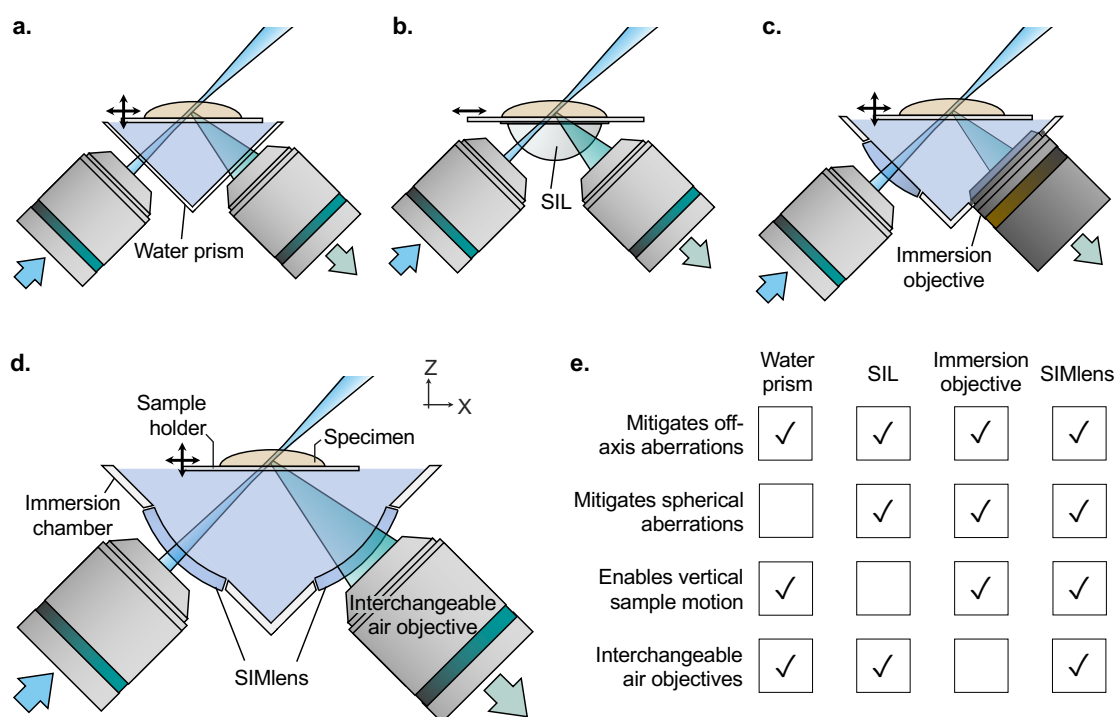 a.
b.
c.
Water prism
SIL
Immersion
objective
d.
Z
X
Sample
holder
Specimen
Immersion
chamber
Interchangeable
air objective
SIMlens
e.
Water
prism
SIL
Immersion
objective
SIMlens
Mitigates off-
axis aberrations
✓ ✓ ✓ ✓
Mitigates spherical
aberrations
✓ ✓ ✓
Enables vertical
sample motion
✓ ✓ ✓
Interchangeable
air objectives
✓ ✓ ✓